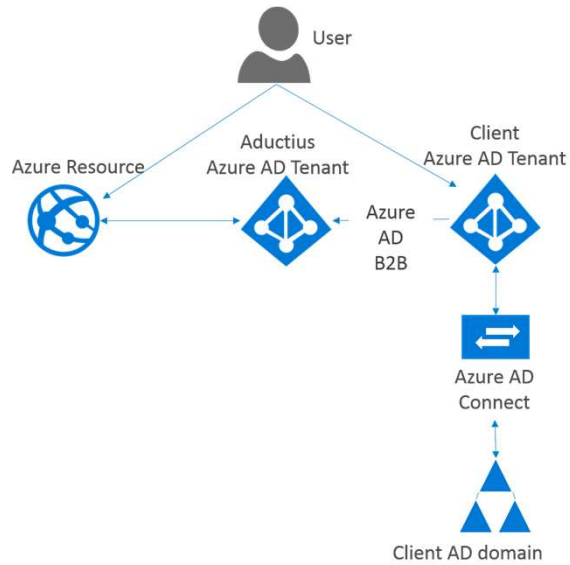 User
Client
Azure AD Tenant
Aductius
Azure AD Tenant
Azure Resource
Azure
AD
B2B
Azure AD
Connect
Client AD domain